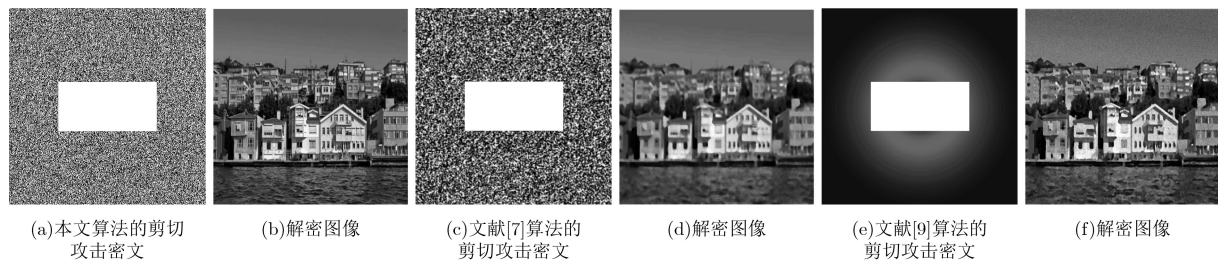 (a)本文算法的剪切
攻击密文
(b)解密图像
(c)文献[7]算法的
剪切攻击密文
(d)解密图像
(e)文献[9]算法的
剪切攻击密文
(f)解密图像